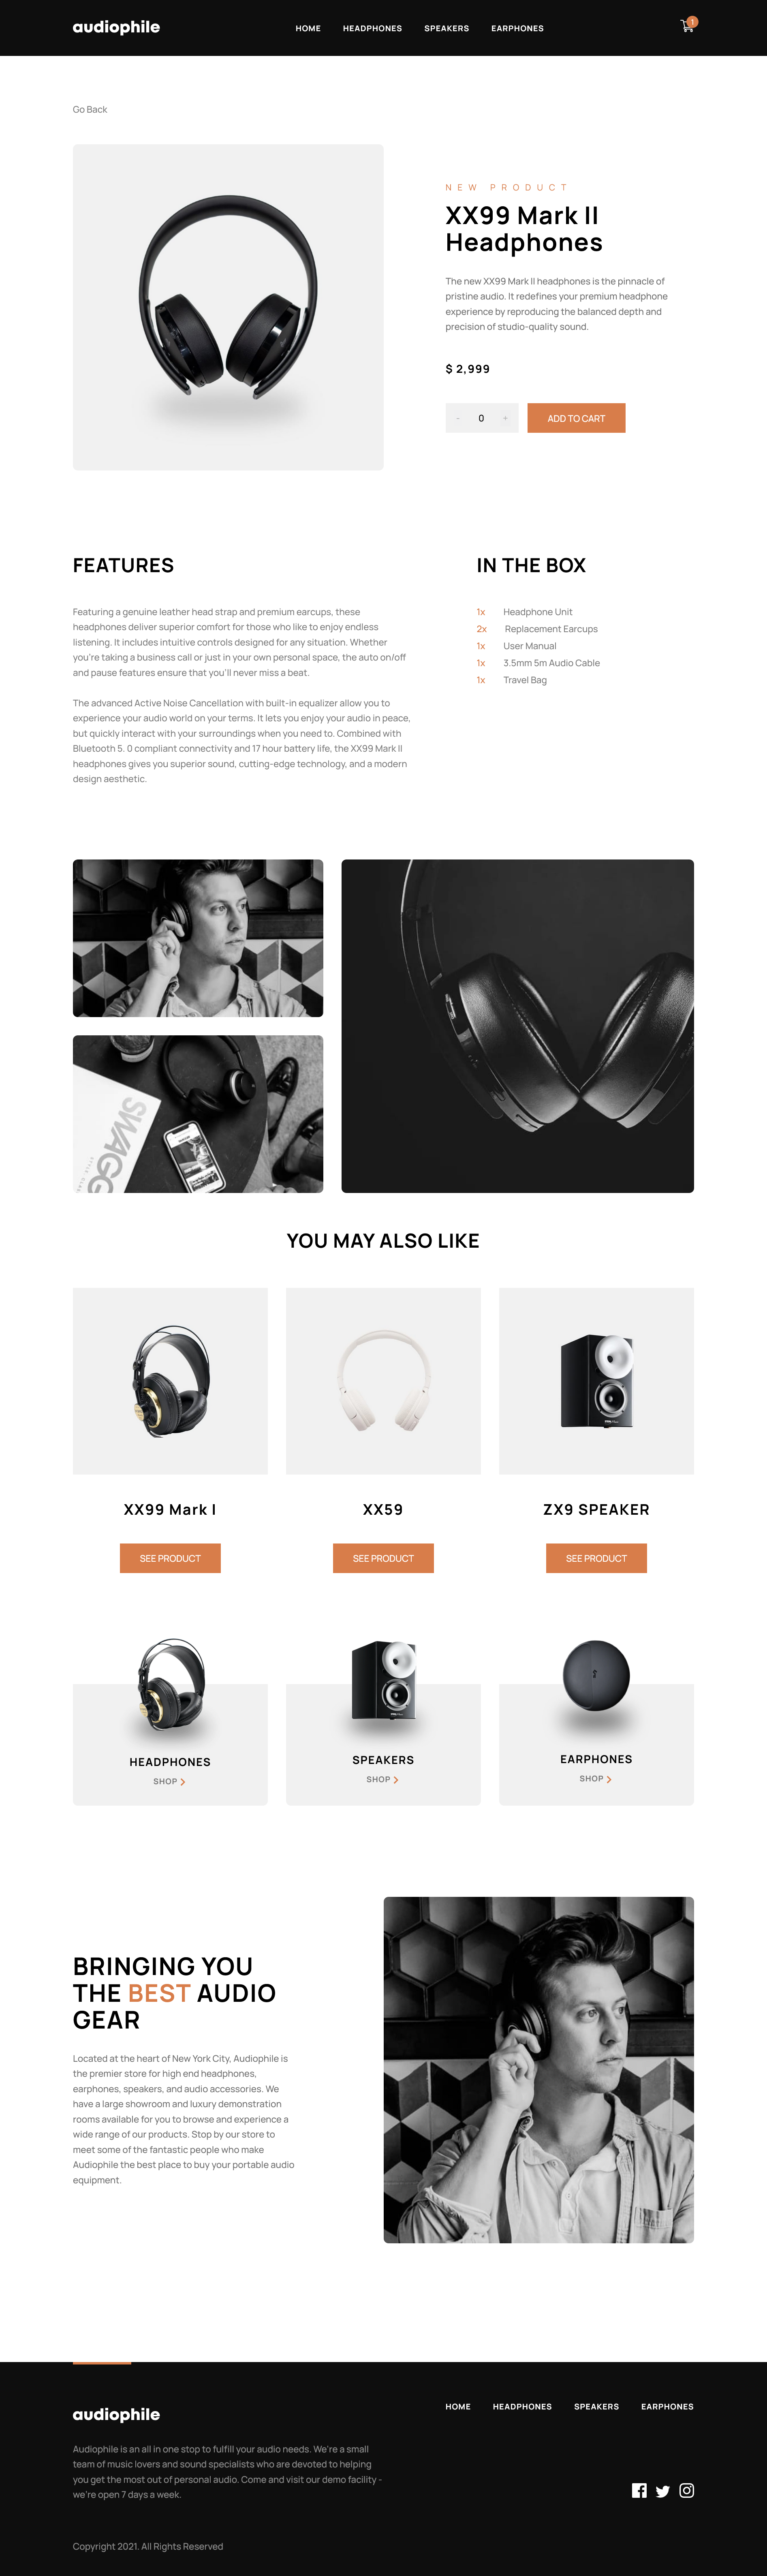 audiophile
HOME HEADPHONES SPEAKERS EARPHONES
1
Go Back
NEW PRODUCT
XX99 Mark II
Headphones
The new XX99 Mark II headphones is the pinnacle of
pristine audio. It redefines your premium headphone
experience by reproducing the balanced depth and
precision of studio-quality sound.
$ 2,999
- 0 +
ADD TO CART
FEATURES
Featuring a genuine leather head strap and premium earcups, these
headphones deliver superior comfort for those who like to enjoy endless
listening. It includes intuitive controls designed for any situation. Whether
you're taking a business call or just in your own personal space, the auto on/off
and pause features ensure that you'll never miss a beat.
The advanced Active Noise Cancellation with built-in equalizer allow you to
experience your audio world on your terms. It lets you enjoy your audio in peace,
but quickly interact with your surroundings when you need to. Combined with
Bluetooth 5. 0 compliant connectivity and 17 hour battery life, the XX99 Mark II
headphones gives you superior sound, cutting-edge technology, and a modern
design aesthetic.
IN THE BOX
1x Headphone Unit
2x Replacement Earcups
1x User Manual
1x 3.5mm 5m Audio Cable
1x Travel Bag
SWAGG
YOU MAY ALSO LIKE
XX99 Mark I
SEE PRODUCT
XX59
SEE PRODUCT
ZX9 SPEAKER
SEE PRODUCT
HEADPHONES
SHOP
SPEAKERS
SHOP
EARPHONES
SHOP
BRINGING YOU
THE BEST AUDIO
GEAR
Located at the heart of New York City, Audiophile is
the premier store for high end headphones,
earphones, speakers, and audio accessories. We
have a large showroom and luxury demonstration
rooms available for you to browse and experience a
wide range of our products. Stop by our store to
meet some of the fantastic people who make
Audiophile the best place to buy your portable audio
equipment.
audiophile
HOME HEADPHONES SPEAKERS EARPHONES
Audiophile is an all in one stop to fulfill your audio needs. We're a small
team of music lovers and sound specialists who are devoted to helping
you get the most out of personal audio. Come and visit our demo facility -
we're open 7 days a week.
Copyright 2021. All Rights Reserved